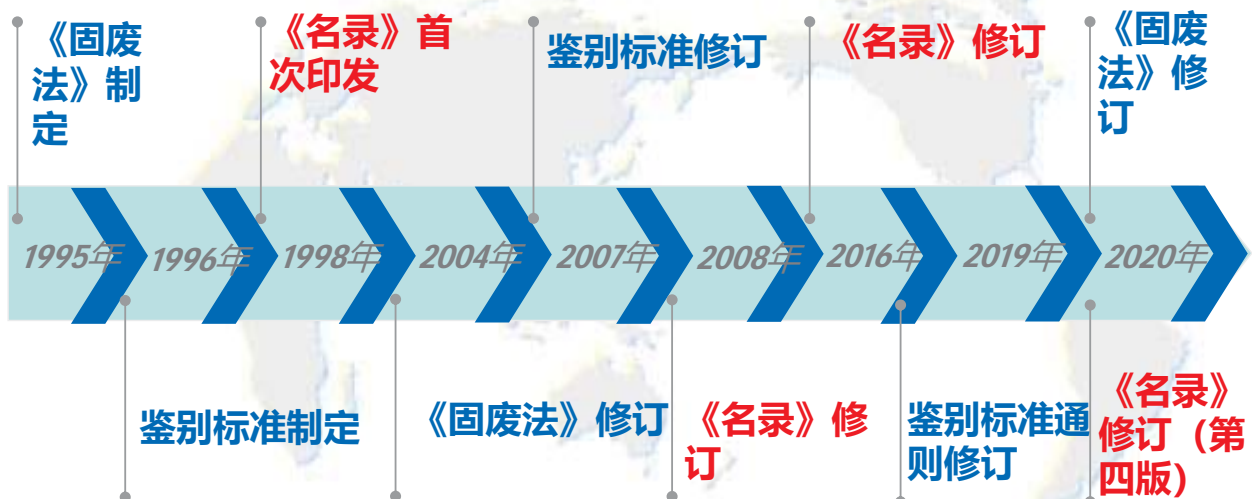 《固废
法》制
定
《名录》首
次印发
鉴别标准修订
《名录》修订
《固废
法》修
订
1995年
1996年
1998年
2004年
2007年
2008年
2016年
2019年
2020年
鉴别标准制定
《固废法》修订
《名录》修
订
鉴别标准通
则修订
《名录》
修订（第
四版）